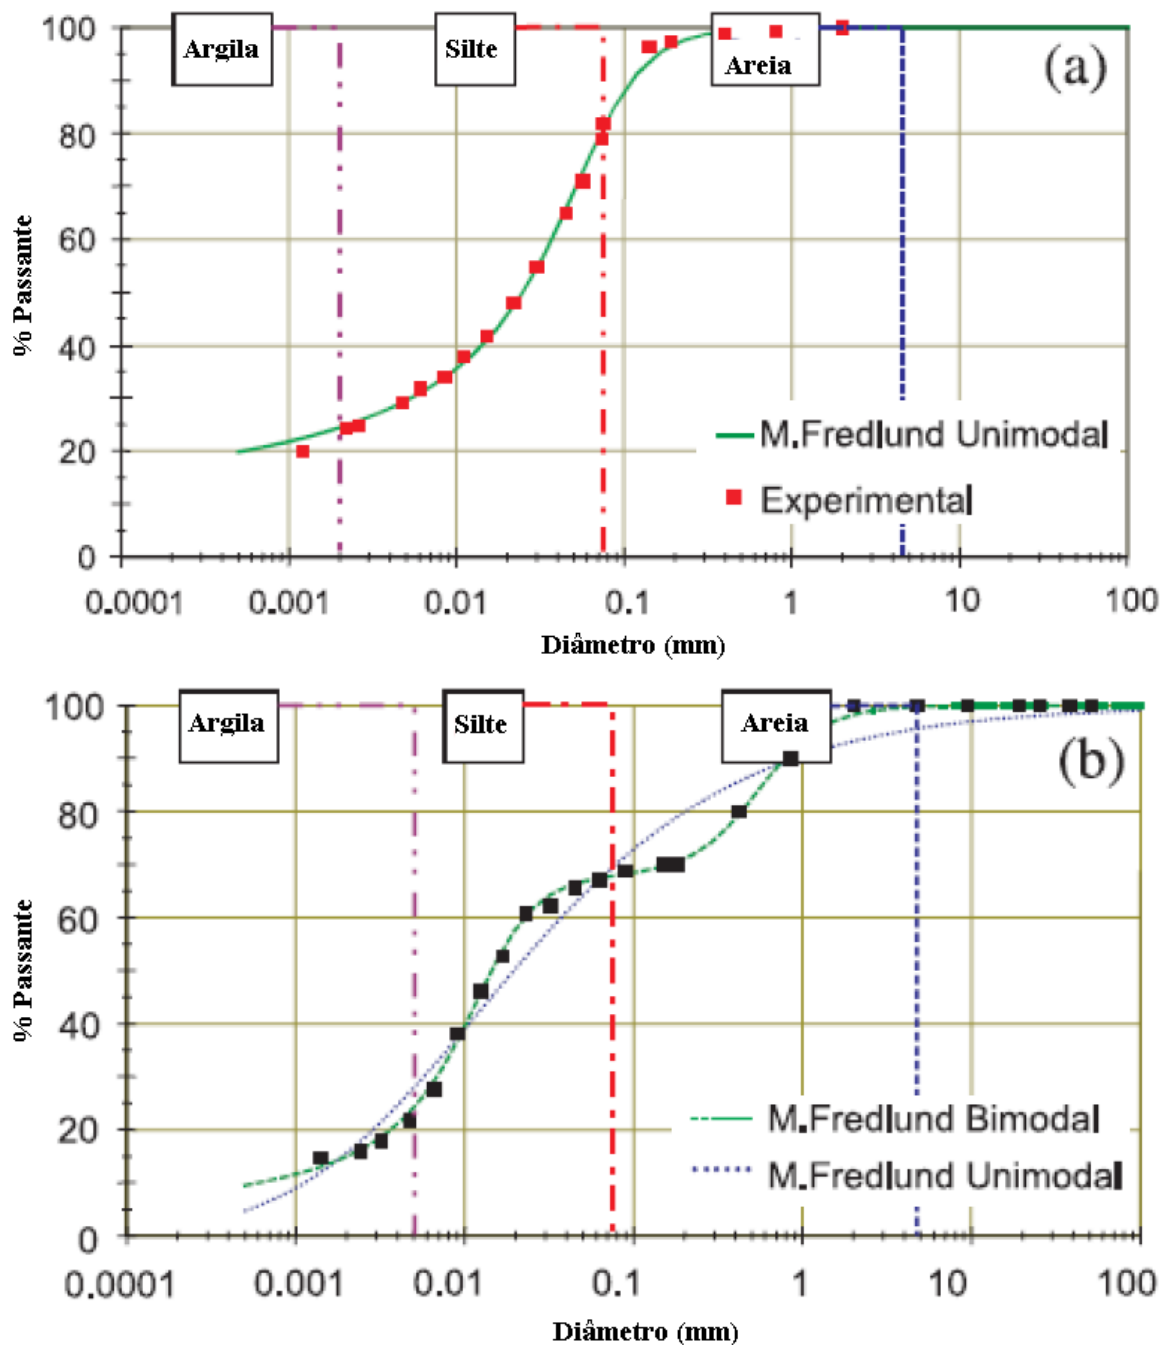 100
80
60
40
20
0
% Passante
Argila
Silte
Areia
(a)
M.Fredlund Unimodal
Experimental
0.0001 0.001 0.01 0.1 1 10 100
Diâmetro (mm)
100
80
60
40
20
0
% Passante
Argila
Silte
Areia
(b)
M.Fredlund Bimodal
M.Fredlund Unimodal
0.0001 0.001 0.01 0.1 1 10 100
Diâmetro (mm)